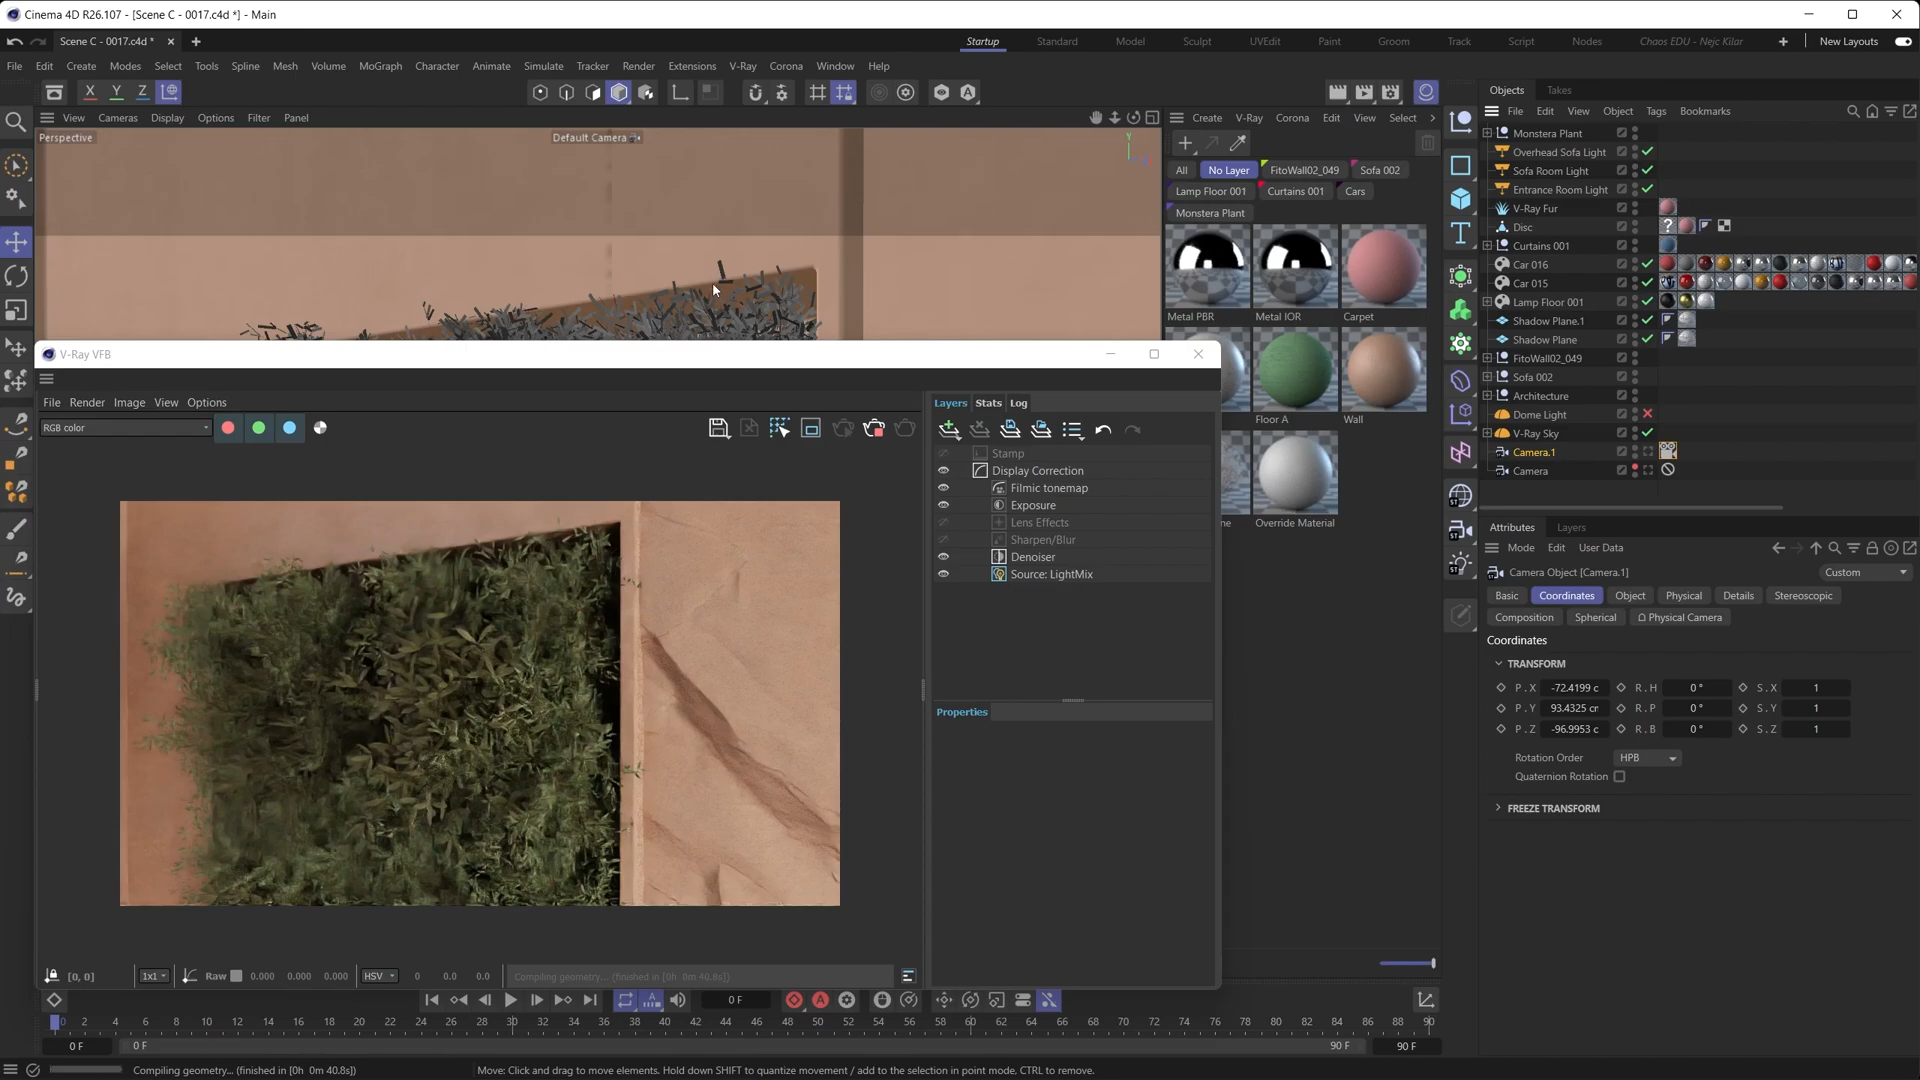 Cinema 4D R26.107 - [Scene C - 0017.c4d *] - Main
Scene C - 0017.c4d *
Startup Standard Model Sculpt UVEdit Paint Groom Track Script Nodes Chaos EDU - Nejc Kilar New Layouts
File Edit Create Modes Select Tools Spline Mesh Volume MoGraph Character Animate Simulate Tracker Render Extensions V-Ray Corona Window Help
X Y Z
View Cameras Display Options Filter Panel
Perspective
Default Camera
Create V-Ray Corona Edit View Select
All No Layer FitoWall02_049 Sofa 002
Lamp Floor 001 Curtains 001 Cars
Monstera Plant
Metal PBR Metal IOR Carpet
Floor A Wall
Override Material
Objects Takes
File Edit View Object Tags Bookmarks
Monstera Plant
Overhead Sofa Light
Sofa Room Light
Entrance Room Light
V-Ray Fur
Disc
Curtains 001
Car 016
Car 015
Lamp Floor 001
Shadow Plane.1
Shadow Plane
FitoWall02_049
Sofa 002
Architecture
Dome Light
V-Ray Sky
Camera.1
Camera
Attributes Layers
Mode Edit User Data
Camera Object [Camera.1]
Custom
Basic Coordinates Object Physical Details Stereoscopic
Composition Spherical Physical Camera
Coordinates
TRANSFORM
P.X -72.4199 c R.H 0° S.X 1
P.Y 93.4325 cm R.P 0° S.Y 1
P.Z -96.9953 c R.B 0° S.Z 1
Rotation Order HPB
Quaternion Rotation
FREEZE TRANSFORM
V-Ray VFB
File Render Image View Options
RGB color
Layers Stats Log
Stamp
Display Correction
Filmic tonemap
Exposure
Lens Effects
Sharpen/Blur
Denoiser
Source: LightMix
Properties
[0, 0] 1x1 Raw 0.000 0.000 0.000 HSV 0 0.0 0.0 Compiling geometry... (finished in [0h 0m 40.8s])
0 F
0 2 4 6 8 10 12 14 16 18 20 22 24 26 28 30 32 34 36 38 40 42 44 46 48 50 52 54 56 58 60 62 64 66 68 70 72 74 76 78 80 82 84 86 88 90
0 F 0 F 90 F 90 F
Compiling geometry... (finished in [0h 0m 40.8s]) Move: Click and drag to move elements. Hold down SHIFT to quantize movement / add to the selection in point mode, CTRL to remove.